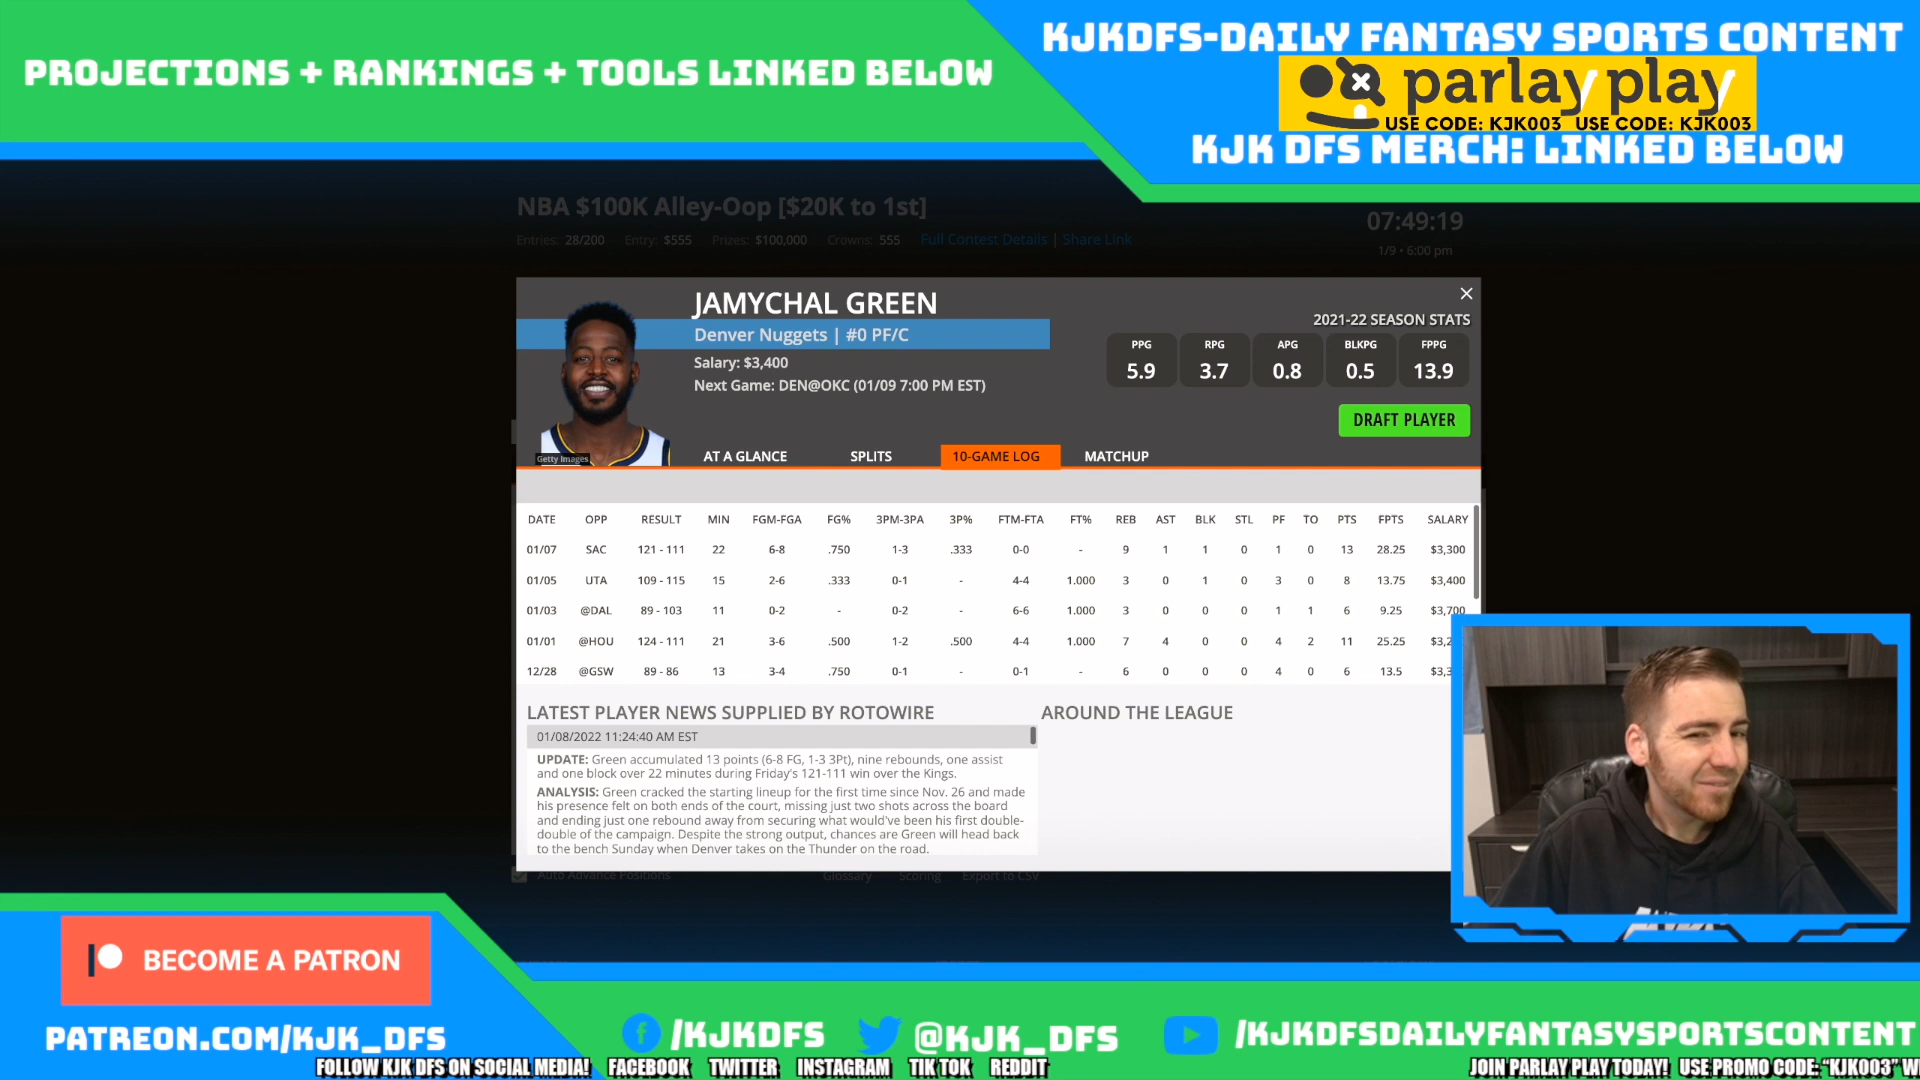 PROJECTIONS + RANKINGS + TOOLS LINKED BELOW
KJKDFS-DAILY FANTASY SPORTS CONTENT
parlay play
USE CODE: KJK003 USE CODE: KJK003
KJK DFS MERCH: LINKED BELOW
NBA $100K Alley-Oop [$20K to 1st]
07:49:19
Entries: 28/200 Entry: $555 Prizes: $100,000 Crowns: 555 Full Contest Details | Share Link
1/9 • 6:00 pm
JAMYCHAL GREEN
Denver Nuggets | #0 PF/C
Salary: $3,400
Next Game: DEN@OKC (01/09 7:00 PM EST)
2021-22 SEASON STATS
PPG RPG APG BLKPG FPPG
5.9 3.7 0.8 0.5 13.9
DRAFT PLAYER
Getty Images
AT A GLANCE SPLITS 10-GAME LOG MATCHUP
DATE OPP RESULT MIN FGM-FGA FG% 3PM-3PA 3P% FTM-FTA FT% REB AST BLK STL PF TO PTS FPTS SALARY
01/07 SAC 121 - 111 22 6-8 .750 1-3 .333 0-0 - 9 1 1 0 1 0 13 28.25 $3,300
01/05 UTA 109 - 115 15 2-6 .333 0-1 - 4-4 1.000 3 0 1 0 3 0 8 13.75 $3,400
01/03 @DAL 89 - 103 11 0-2 - 0-2 - 6-6 1.000 3 0 0 0 1 1 6 9.25 $3,700
01/01 @HOU 124 - 111 21 3-6 .500 1-2 .500 4-4 1.000 7 4 0 0 4 2 11 25.25 $3,2
12/28 @GSW 89 - 86 13 3-4 .750 0-1 - 0-1 - 6 0 0 0 4 0 6 13.5 $3,3
LATEST PLAYER NEWS SUPPLIED BY ROTOWIRE
AROUND THE LEAGUE
01/08/2022 11:24:40 AM EST
UPDATE: Green accumulated 13 points (6-8 FG, 1-3 3Pt), nine rebounds, one assist
and one block over 22 minutes during Friday's 121-111 win over the Kings.
ANALYSIS: Green cracked the starting lineup for the first time since Nov. 26 and made
his presence felt on both ends of the court, missing just two shots across the board
and ending just one rebound away from securing what would've been his first double-
double of the campaign. Despite the strong output, chances are Green will head back
to the bench Sunday when Denver takes on the Thunder on the road.
Auto Advance Positions Glossary Scoring Export to CSV
BECOME A PATRON
PATREON.COM/KJK_DFS
/KJKDFS @KJK_DFS /KJKDFSDAILYFANTASYSPORTSCONTENT
FOLLOW KJK DFS ON SOCIAL MEDIA! FACEBOOK TWITTER INSTAGRAM TIK TOK REDDIT
JOIN PARLAY PLAY TODAY! USE PROMO CODE: "KJK003" W